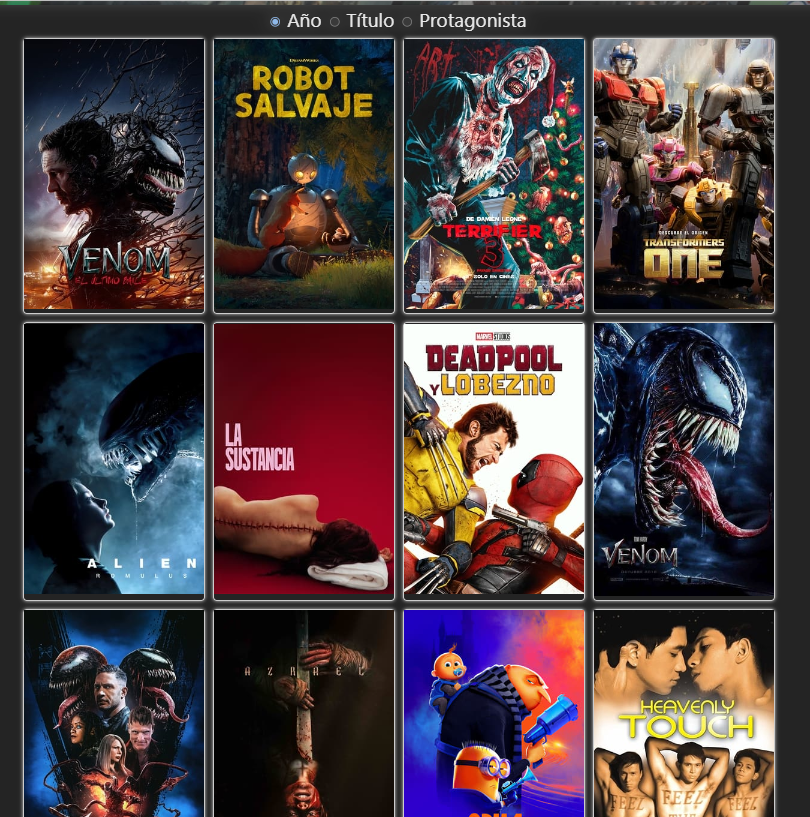 Año Título Protagonista
VENOM
EL ÚLTIMO BAILE
DREAMWORKS
ROBOT
SALVAJE
ART
DE DAMIEN LEONE
TERRIFIER
3
SOLO EN CINES
DESCUBRE EL ORIGEN
TRANSFORMERS
ONE
ALIEN
ROMULUS
LA
SUSTANCIA
MARVEL STUDIOS
DEADPOOL
Y LOBEZNO
VENOM
AZRAEL
HEAVENLY
TOUCH
FEEL
FEEL
FEEL